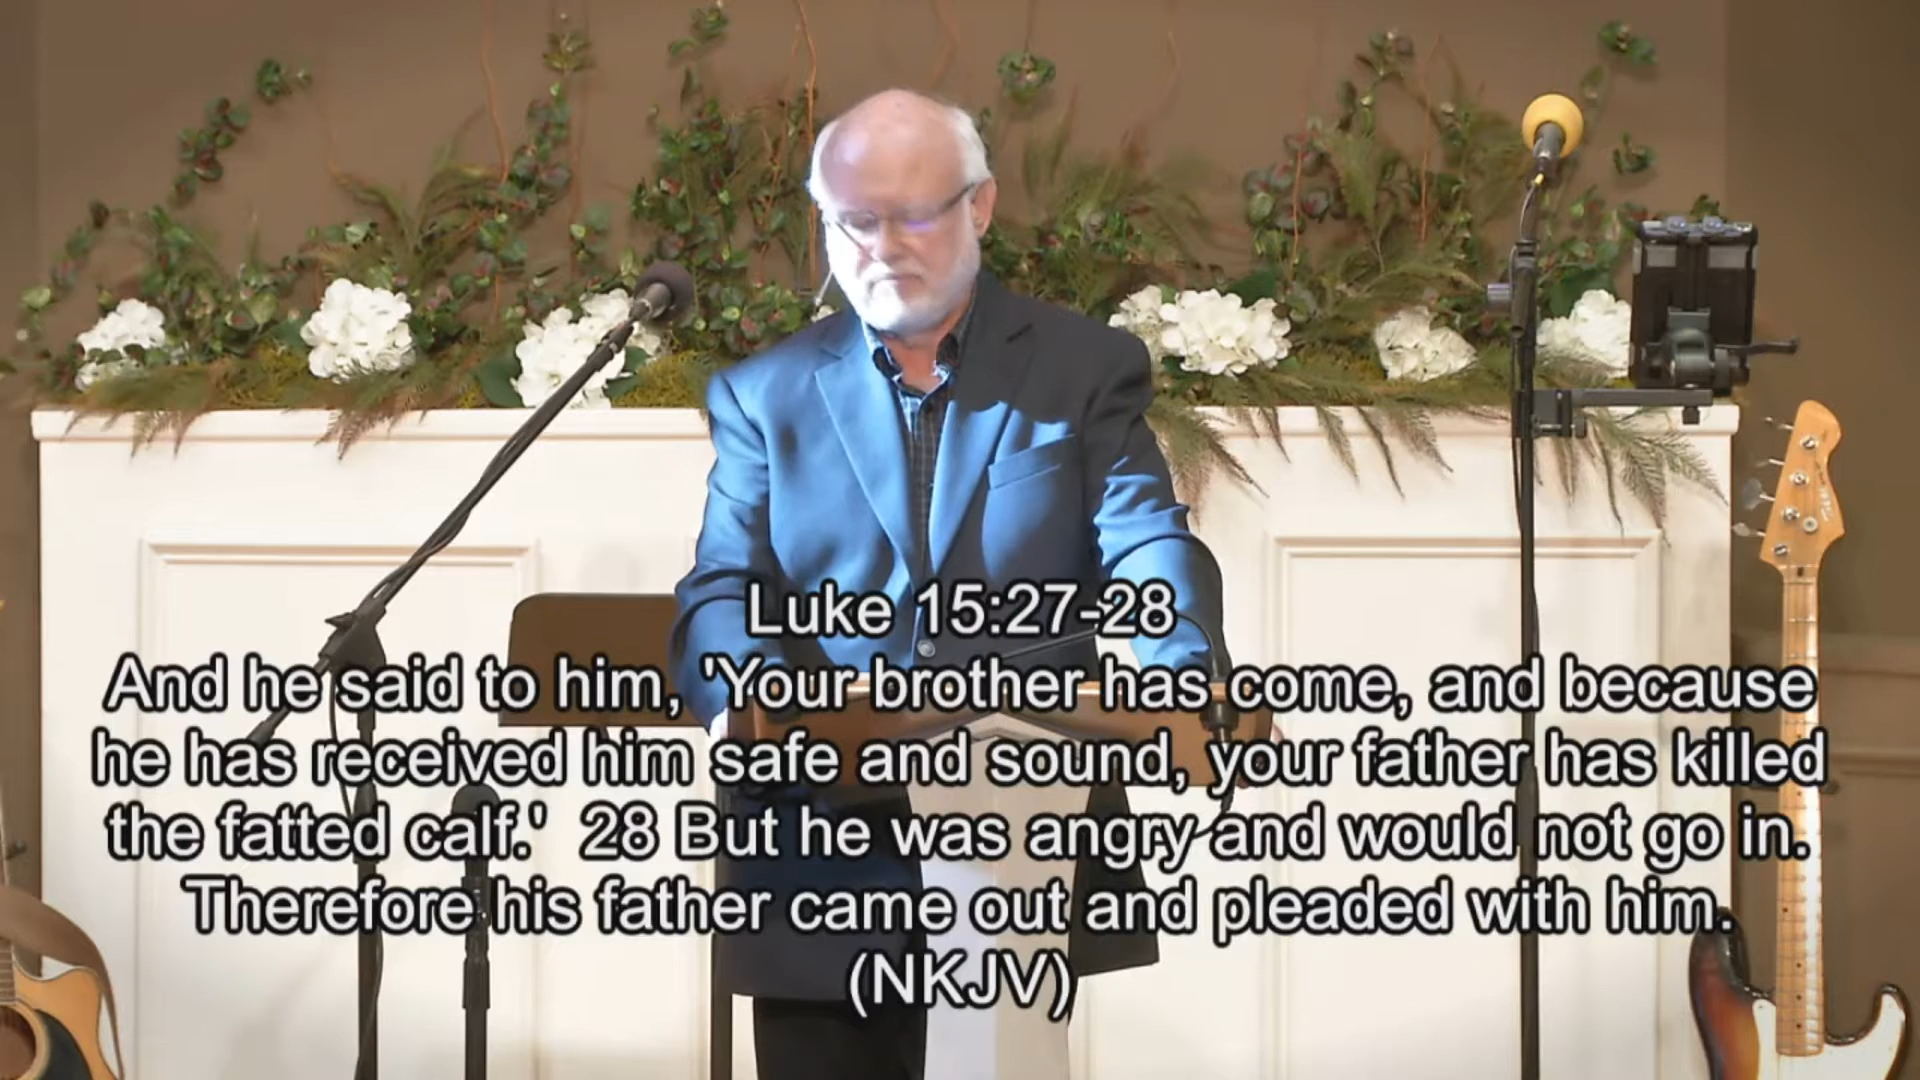 Luke 15:27-28
And he said to him, 'Your brother has come, and because
he has received him safe and sound, your father has killed
the fatted calf.'  28 But he was angry and would not go in.
Therefore his father came out and pleaded with him.
(NKJV)